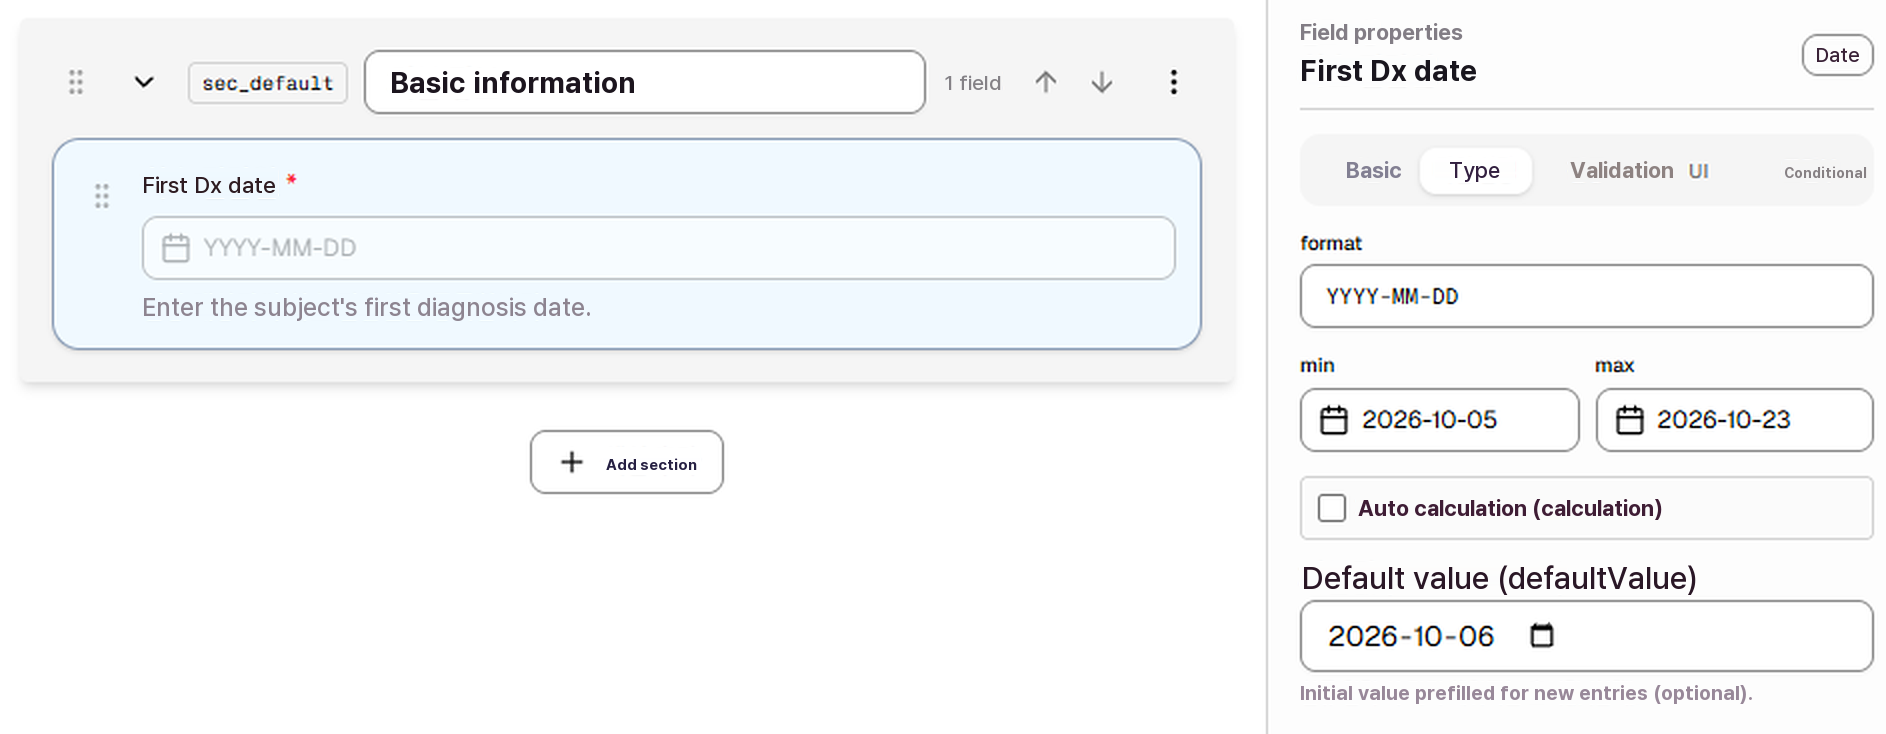 sec_default
Basic information
1 field
First Dx date *
YYYY-MM-DD
Enter the subject's first diagnosis date.
Add section
Field properties
First Dx date
Date
Basic
Type
Validation
UI
Conditional
format
YYYY-MM-DD
min
max
2026-10-05
2026-10-23
Auto calculation (calculation)
Default value (defaultValue)
2026-10-06
Initial value prefilled for new entries (optional).